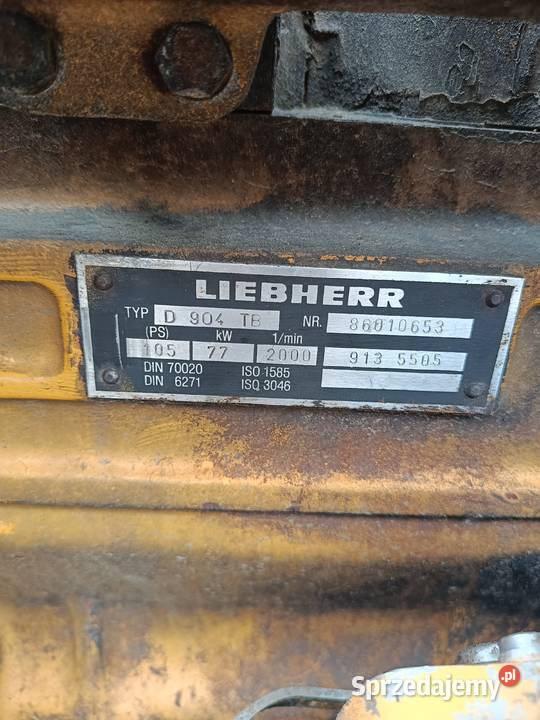 LIEBHERR
TYP D 904 TB NR. 86010653
(PS) kW 1/min
105 77 2000 913 5505
DIN 70020 ISO 1585
DIN 6271 ISO 3046
Sprzedajemy.pl